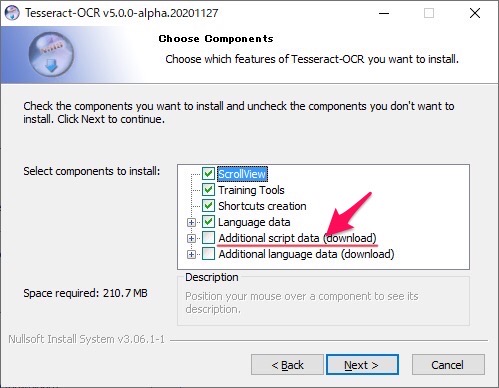 Tesseract-OCR v5.0.0-alpha.20201127
Choose Components
Choose which features of Tesseract-OCR you want to install.
Check the components you want to install and uncheck the components you don't want to
install. Click Next to continue.
Select components to install:
ScrollView
Training Tools
Shortcuts creation
Language data
Additional script data (download)
Additional language data (download)
Space required: 210.7 MB
Description
Position your mouse over a component to see its
description.
Nullsoft Install System v3.06.1-1
< Back
Next >
Cancel